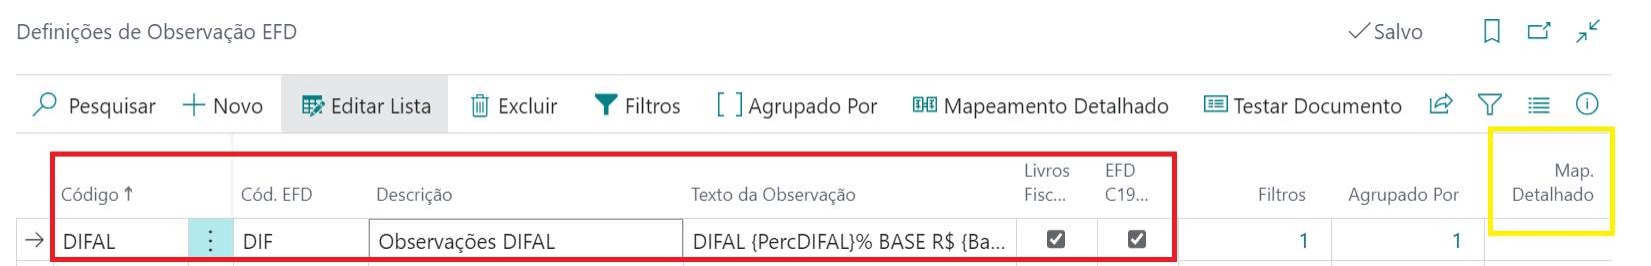 Definições de Observação EFD
Salvo
Pesquisar
Novo
Editar Lista
Excluir
Filtros
Agrupado Por
Mapeamento Detalhado
Testar Documento
Código ↑
Cód. EFD
Descrição
Texto da Observação
Livros
Fisc...
EFD
C19...
Filtros
Agrupado Por
Map.
Detalhado
DIFAL
DIF
Observações DIFAL
DIFAL {PercDIFAL}% BASE R$ {Ba...
1
1